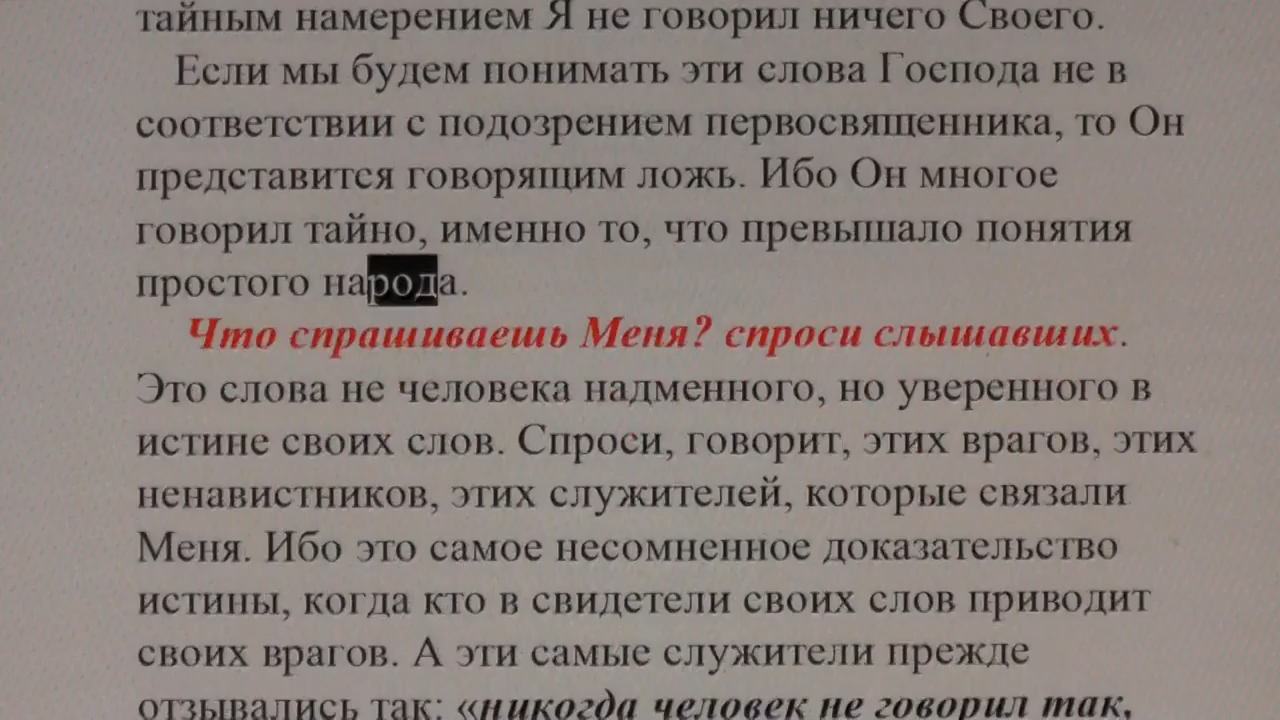 тайным намерением Я не говорил ничего Своего.
Если мы будем понимать эти слова Господа не в
соответствии с подозрением первосвященника, то Он
представится говорящим ложь. Ибо Он многое
говорил тайно, именно то, что превышало понятия
простого народа.
Что спрашиваешь Меня? спроси слышавших.
Это слова не человека надменного, но уверенного в
истине своих слов. Спроси, говорит, этих врагов, этих
ненавистников, этих служителей, которые связали
Меня. Ибо это самое несомненное доказательство
истины, когда кто в свидетели своих слов приводит
своих врагов. А эти самые служители прежде
отзывались так: «никогда человек не говорил так,